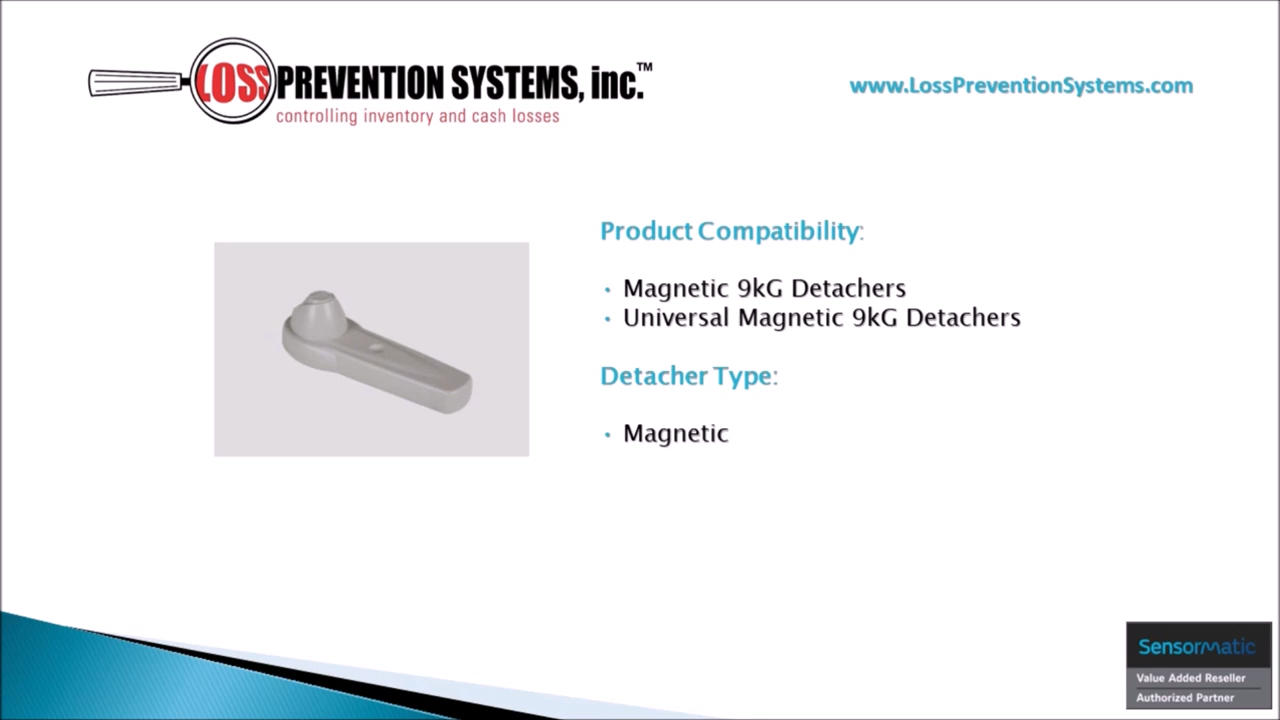 LOSS PREVENTION SYSTEMS, inc.™
controlling inventory and cash losses
www.LossPreventionSystems.com
Product Compatibility:
• Magnetic 9kG Detachers
• Universal Magnetic 9kG Detachers
Detacher Type:
• Magnetic
Sensormatic
Value Added Reseller
Authorized Partner